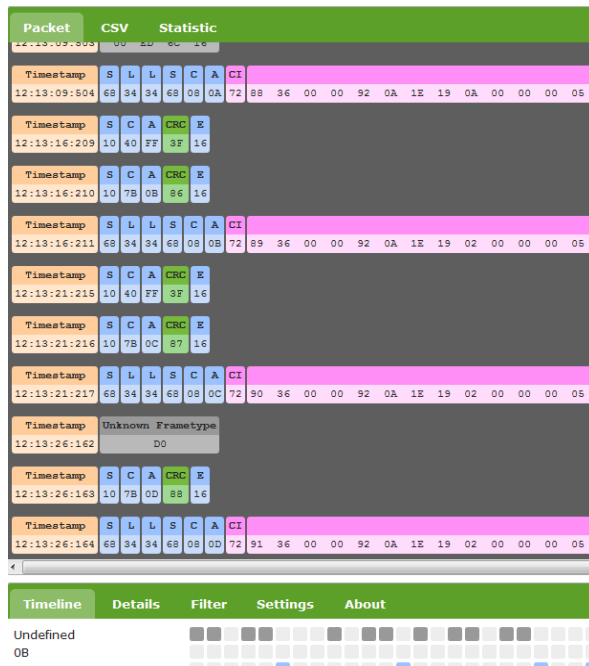 Packet CSV Statistic
12:13:09:503 00 ED 6C 16
Timestamp S L L S C A CI
12:13:09:504 68 34 34 68 08 0A 72 88 36 00 00 92 0A 1E 19 0A 00 00 00 05
Timestamp S C A CRC E
12:13:16:209 10 40 FF 3F 16
Timestamp S C A CRC E
12:13:16:210 10 7B 0B 86 16
Timestamp S L L S C A CI
12:13:16:211 68 34 34 68 08 0B 72 89 36 00 00 92 0A 1E 19 02 00 00 00 05
Timestamp S C A CRC E
12:13:21:215 10 40 FF 3F 16
Timestamp S C A CRC E
12:13:21:216 10 7B 0C 87 16
Timestamp S L L S C A CI
12:13:21:217 68 34 34 68 08 0C 72 90 36 00 00 92 0A 1E 19 02 00 00 00 05
Timestamp Unknown Frametype
12:13:26:162 D0
Timestamp S C A CRC E
12:13:26:163 10 7B 0D 88 16
Timestamp S L L S C A CI
12:13:26:164 68 34 34 68 08 0D 72 91 36 00 00 92 0A 1E 19 02 00 00 00 05
Timeline Details Filter Settings About
Undefined
0B